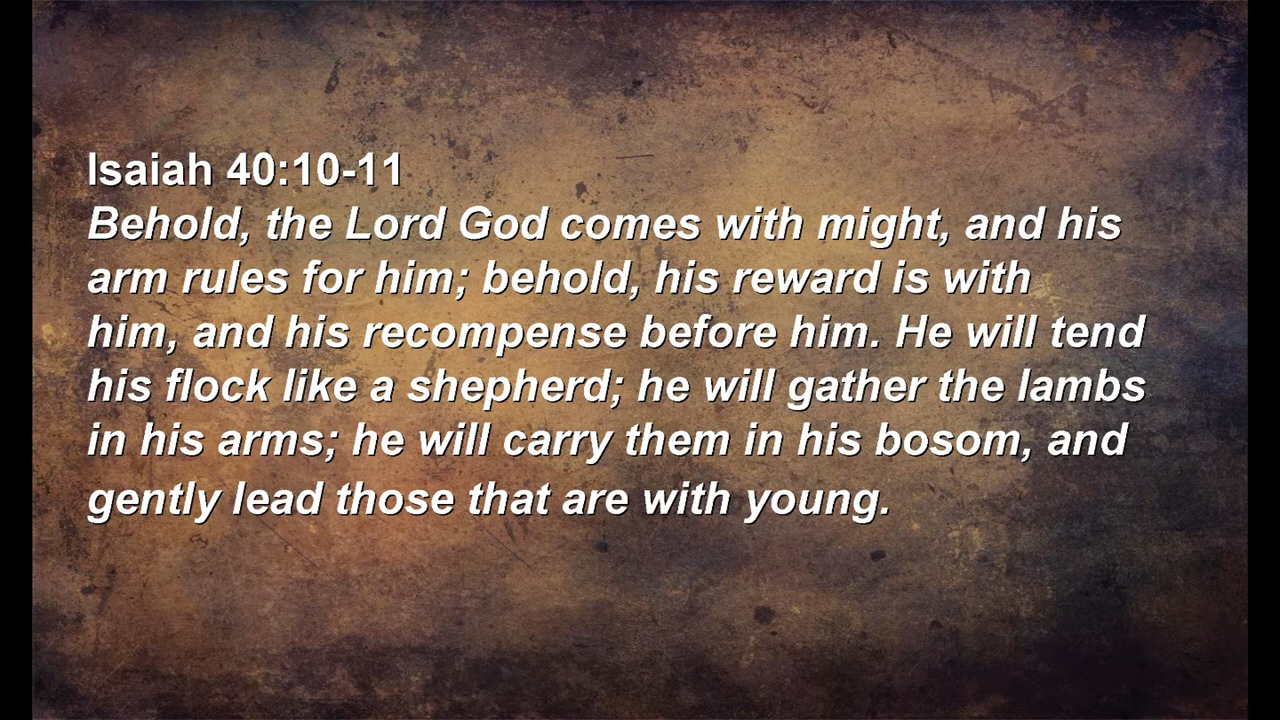 Isaiah 40:10-11
Behold, the Lord God comes with might, and his
arm rules for him; behold, his reward is with
him, and his recompense before him. He will tend
his flock like a shepherd; he will gather the lambs
in his arms; he will carry them in his bosom, and
gently lead those that are with young.